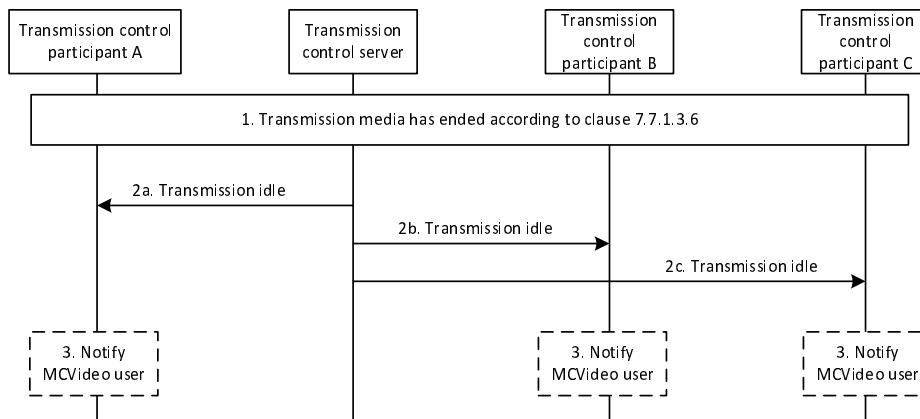 Transmission control
participant A
Transmission
control server
Transmission
control
participant B
Transmission
control
participant C
1. Transmission media has ended according to clause 7.7.1.3.6
2a. Transmission idle
2b. Transmission idle
2c. Transmission idle
3. Notify
MCVideo user
3. Notify
MCVideo user
3. Notify
MCVideo user